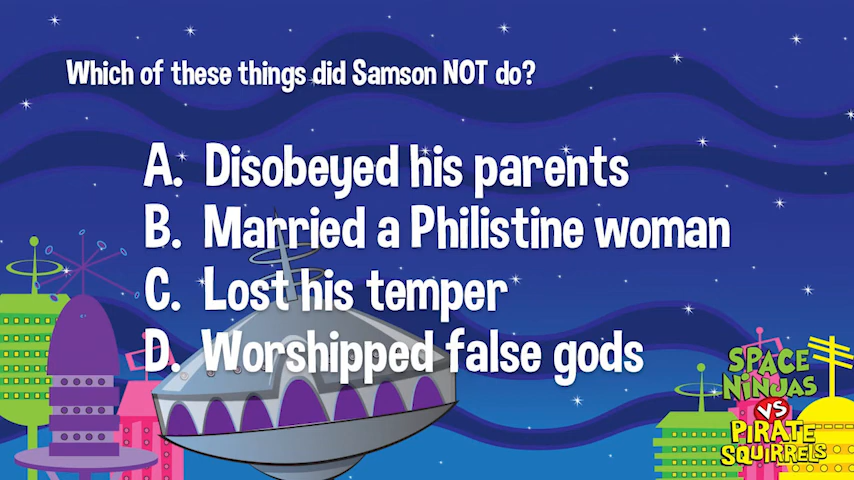 Which of these things did Samson NOT do?
A. Disobeyed his parents
B. Married a Philistine woman
C. Lost his temper
D. Worshipped false gods
SPACE
NINJAS
VS
PIRATE
SQUIRRELS